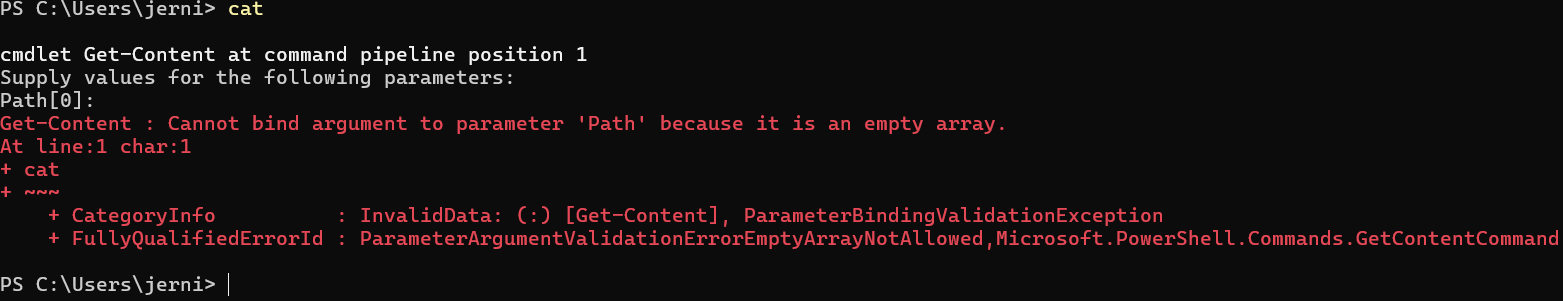 PS C:\Users\jerni> cat

cmdlet Get-Content at command pipeline position 1
Supply values for the following parameters:
Path[0]:
Get-Content : Cannot bind argument to parameter 'Path' because it is an empty array.
At line:1 char:1
+ cat
+ ~~~
    + CategoryInfo          : InvalidData: (:) [Get-Content], ParameterBindingValidationException
    + FullyQualifiedErrorId : ParameterArgumentValidationErrorEmptyArrayNotAllowed,Microsoft.PowerShell.Commands.GetContentCommand

PS C:\Users\jerni>